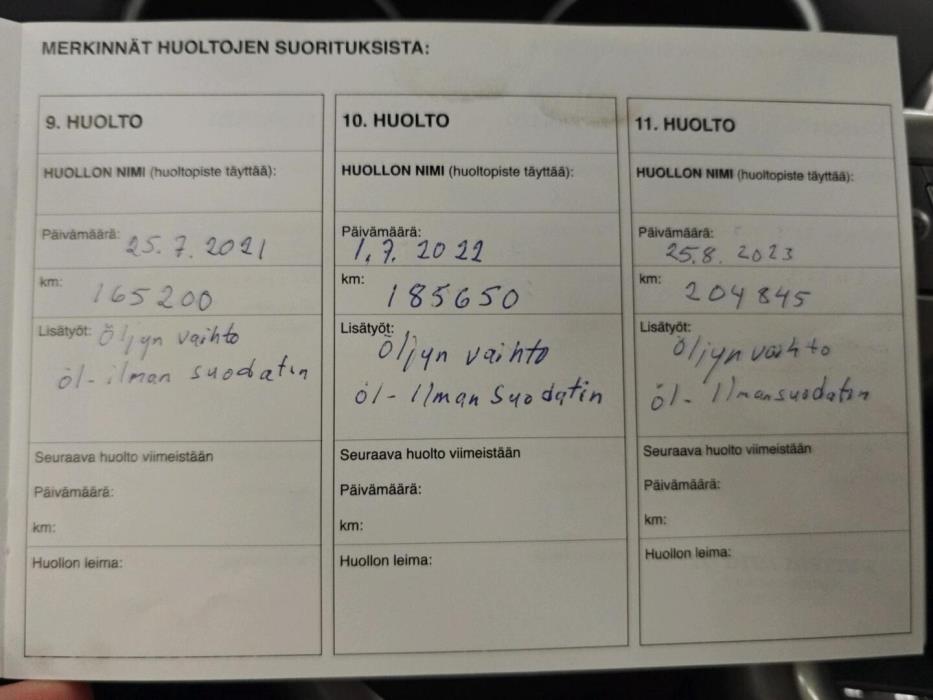 MERKINNÄT HUOLTOJEN SUORITUKSISTA:
9. HUOLTO
HUOLLON NIMI (huoltopiste täyttää):
Päivämäärä: 25.7.2021
km: 165200
Lisätyöt: Öljyn vaihto
öl-ilman suodatin
Seuraava huolto viimeistään
Päivämäärä:
km:
Huollon leima:
10. HUOLTO
HUOLLON NIMI (huoltopiste täyttää):
Päivämäärä:
1.7.2022
km: 185650
Lisätyöt:
Öljyn vaihto
öl-Ilman suodatin
Seuraava huolto viimeistään
Päivämäärä:
km:
Huollon leima:
11. HUOLTO
HUOLLON NIMI (huoltopiste täyttää):
Päivämäärä:
25.8.2023
km: 204845
Lisätyöt:
Öljyn vaihto
öl-Ilmansuodatin
Seuraava huolto viimeistään
Päivämäärä:
km:
Huollon leima: